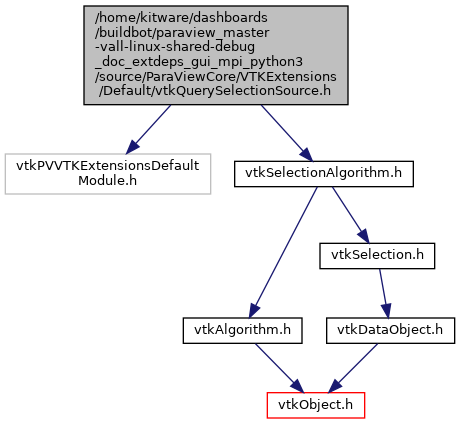 /home/kitware/dashboards
/buildbot/paraview_master
-vall-linux-shared-debug
_doc_extdeps_gui_mpi_python3
/source/ParaViewCore/VTKExtensions
/Default/vtkQuerySelectionSource.h
vtkPVVTKExtensionsDefault
Module.h
vtkSelectionAlgorithm.h
vtkSelection.h
vtkAlgorithm.h
vtkDataObject.h
vtkObject.h